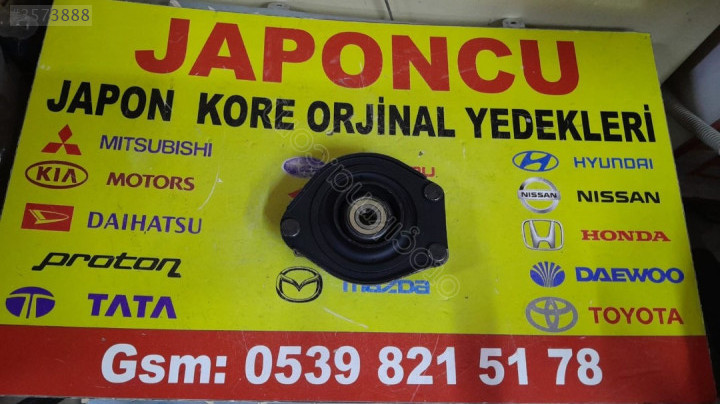 3573888
JAPONCU
JAPON KORE ORJİNAL YEDEKLERİ
MITSUBISHI
HYUNDAI
KIA MOTORS
NISSAN NISSAN
DAIHATSU
HONDA
proton
DAEWOO
mazda
TATA
TOYOTA
Gsm: 0539 821 51 78